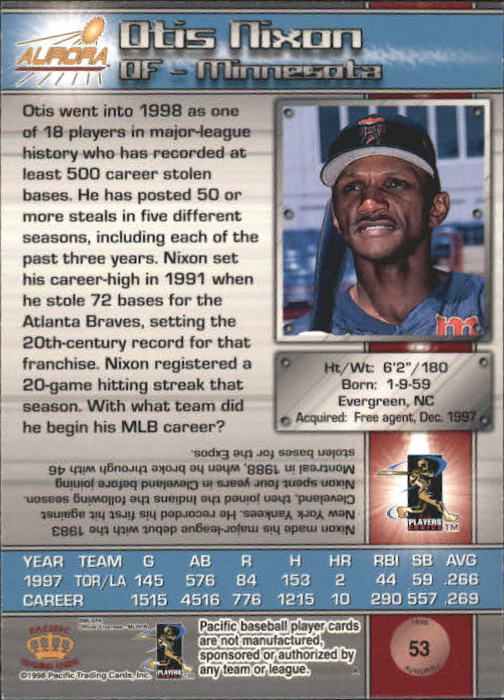 AURORA
Otis Nixon
OF - Minnesota
Otis went into 1998 as one
of 18 players in major-league
history who has recorded at
least 500 career stolen
bases. He has posted 50 or
more steals in five different
seasons, including each of the
past three years. Nixon set
his career-high in 1991 when
he stole 72 bases for the
Atlanta Braves, setting the
20th-century record for that
franchise. Nixon registered a
20-game hitting streak that
season. With what team did
he begin his MLB career?
m
Ht/Wt: 6'2"/180
Born: 1-9-59
Evergreen, NC
Acquired: Free agent, Dec. 1997
Nixon made his major-league debut with the 1983
New York Yankees. He recorded his first hit against
Cleveland, then joined the Indians the following season.
Nixon spent four years in Cleveland before joining
Montreal in 1988, when he broke through with 46
stolen bases for the Expos.
PLAYERS
TM
YEAR TEAM G AB R H HR RBI SB AVG
1997 TOR/LA 145 576 84 153 2 44 59 .266
CAREER 1515 4516 776 1215 10 290 557 .269
PACIFIC
TRADING CARDS
©1998 Pacific Trading Cards, Inc.
PLAYERS
Pacific baseball player cards
are not manufactured,
sponsored or authorized by
any team or league.
1998
53
AURORA